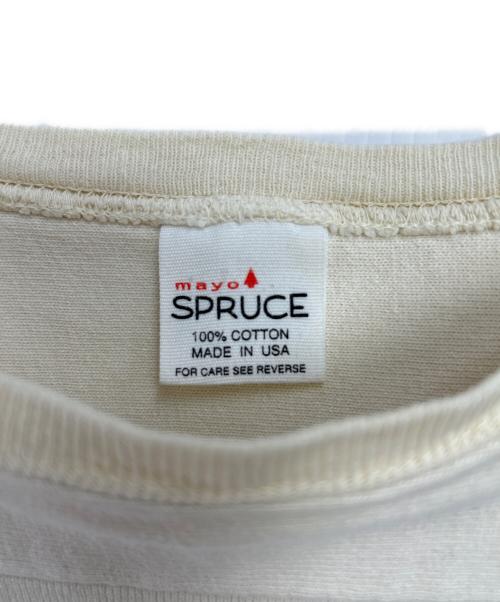 mayo
SPRUCE
100% COTTON
MADE IN USA
FOR CARE SEE REVERSE